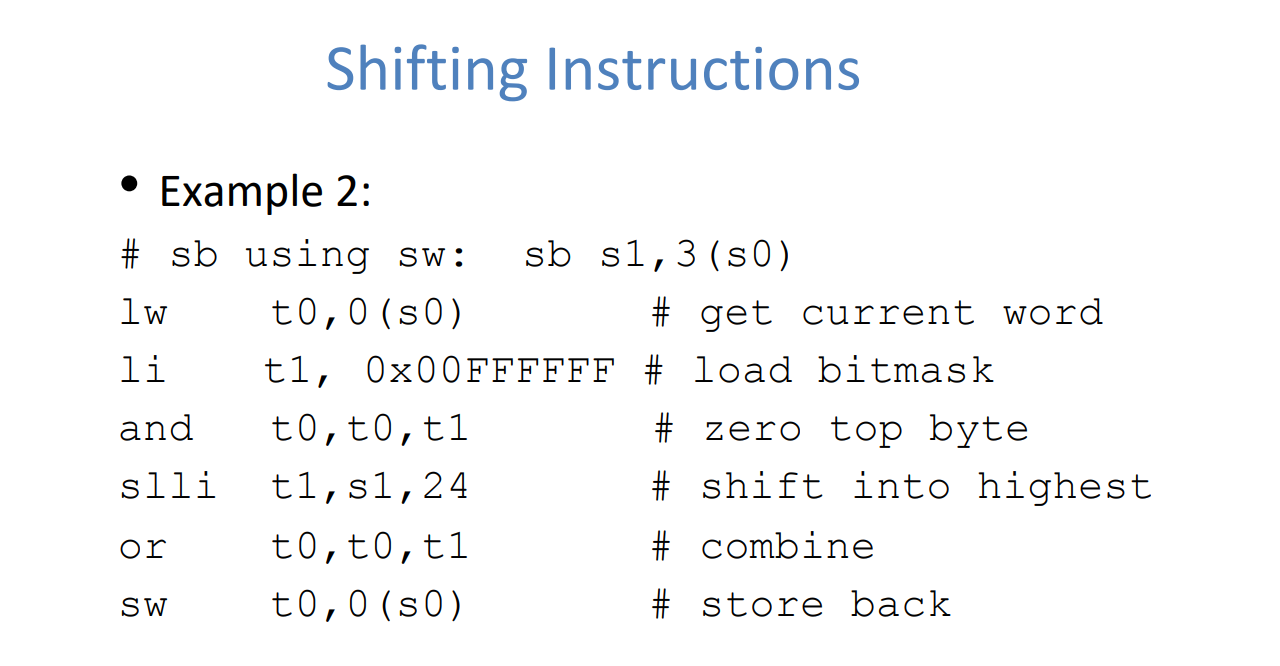 Shifting Instructions
• Example 2:
# sb using sw:  sb s1,3(s0)
lw    t0,0(s0)        # get current word
li    t1, 0x00FFFFFF # load bitmask
and   t0,t0,t1        # zero top byte
slli  t1,s1,24        # shift into highest
or    t0,t0,t1        # combine
sw    t0,0(s0)        # store back